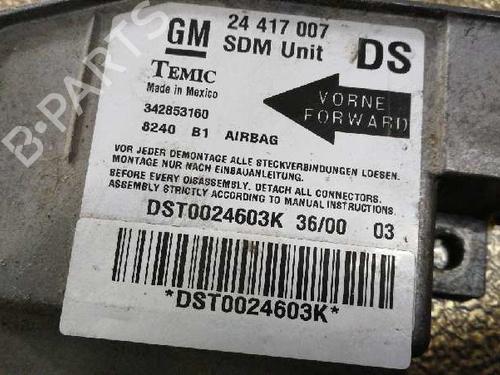 GM 24 417 007 DS
SDM Unit
TEMIC
Made in Mexico
342853160
8240 B1 AIRBAG
VORNE
FORWARD
VOR JEDER DEMONTAGE ALLE STECKVERBINDUNGEN LOESEN.
MONTAGE NUR NACH EINBAUANLEITUNG.
BEFORE EVERY DISASSEMBLY, DETACH ALL CONNECTORS.
ASSEMBLY STRICTLY ACCORDING TO MANUAL INSTRUCTIONS.
DST0024603K 36/00 03
*DST0024603K*
B-PARTS